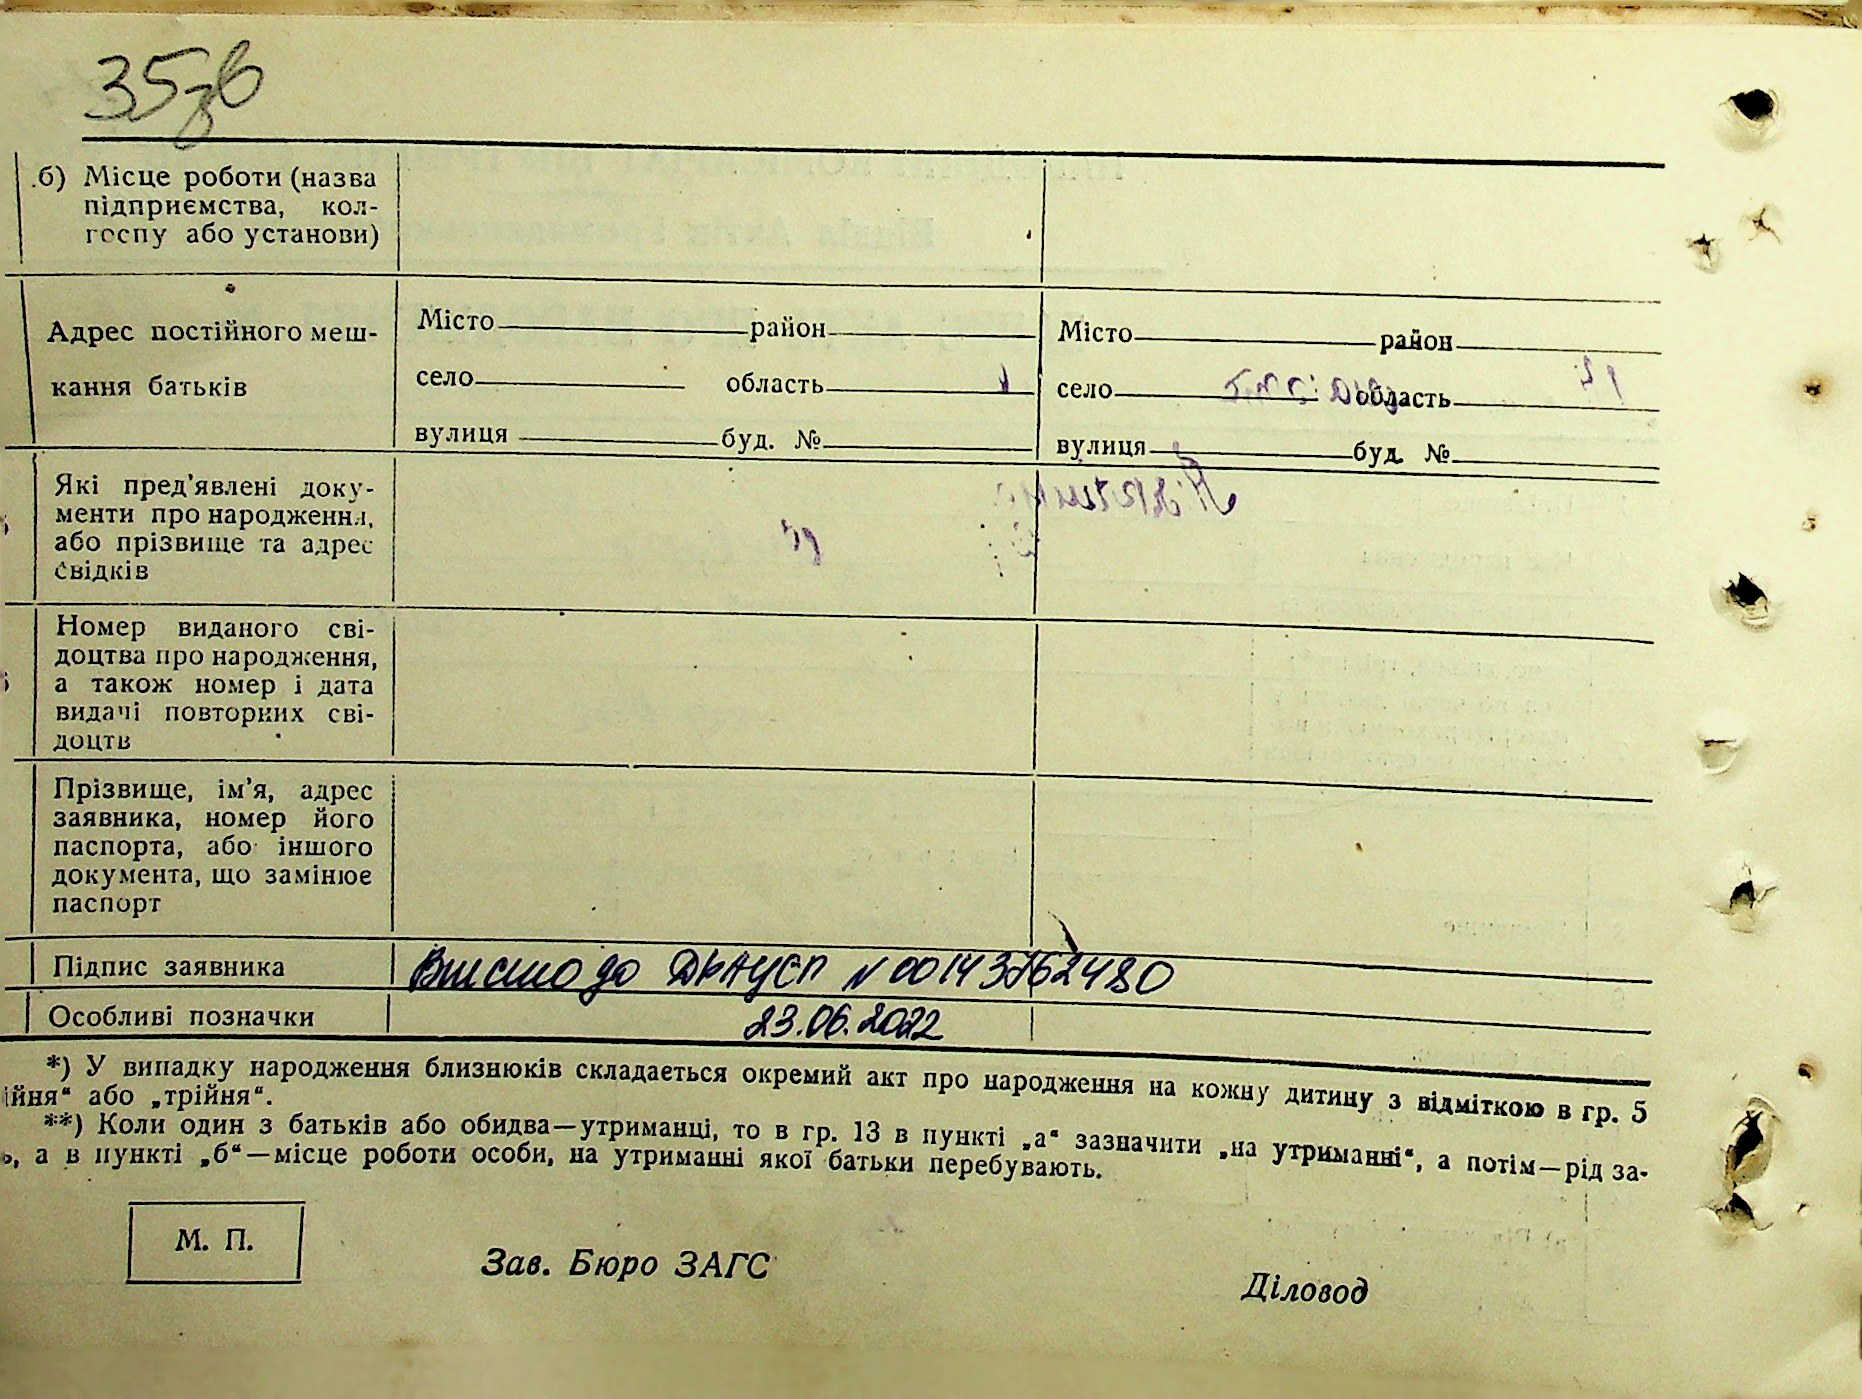 35зв
б) Місце роботи (назва
підприємства, кол-
госпу або установи)
Адрес постійного меш-
кання батьків
Місто район
село область
вулиця буд. №
Місто район
село область
вулиця буд. №
Які пред'явлені доку-
менти про народження,
або прізвище та адрес
свідків
Номер виданого сві-
доцтва про народження,
а також номер і дата
видачі повторних сві-
доцтв
Прізвище, ім'я, адрес
заявника, номер його
паспорта, або іншого
документа, що замінює
паспорт
Підпис заявника
до N 00143762480
Особливі позначки
23.06.2022
*) У випадку народження близнюків складається окремий акт про народження на кожну дитину з відміткою в гр. 5
ійня“ або „трійня“.
**) Коли один з батьків або обидва—утриманці, то в гр. 13 в пункті „а“ зазначити „на утриманні“, а потім—рід за-
ь, а в пункті „б“—місце роботи особи, на утриманні якої батьки перебувають.
М. П.
Зав. Бюро ЗАГС
Діловод